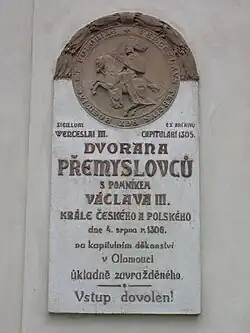 SIGILLUM EX ARCHIVO
WENCESLAI III. CAPITULARI 1305.
DVORANA
PŘEMYSLOVCŮ
S POMNÍKEM
VÁCLAVA III.
KRÁLE ČESKÉHO A POLSKÉHO
dne 4. srpna r. 1306.
na kapitulním děkanství
v Olomouci
úkladně zavražděného.
Vstup dovolen!